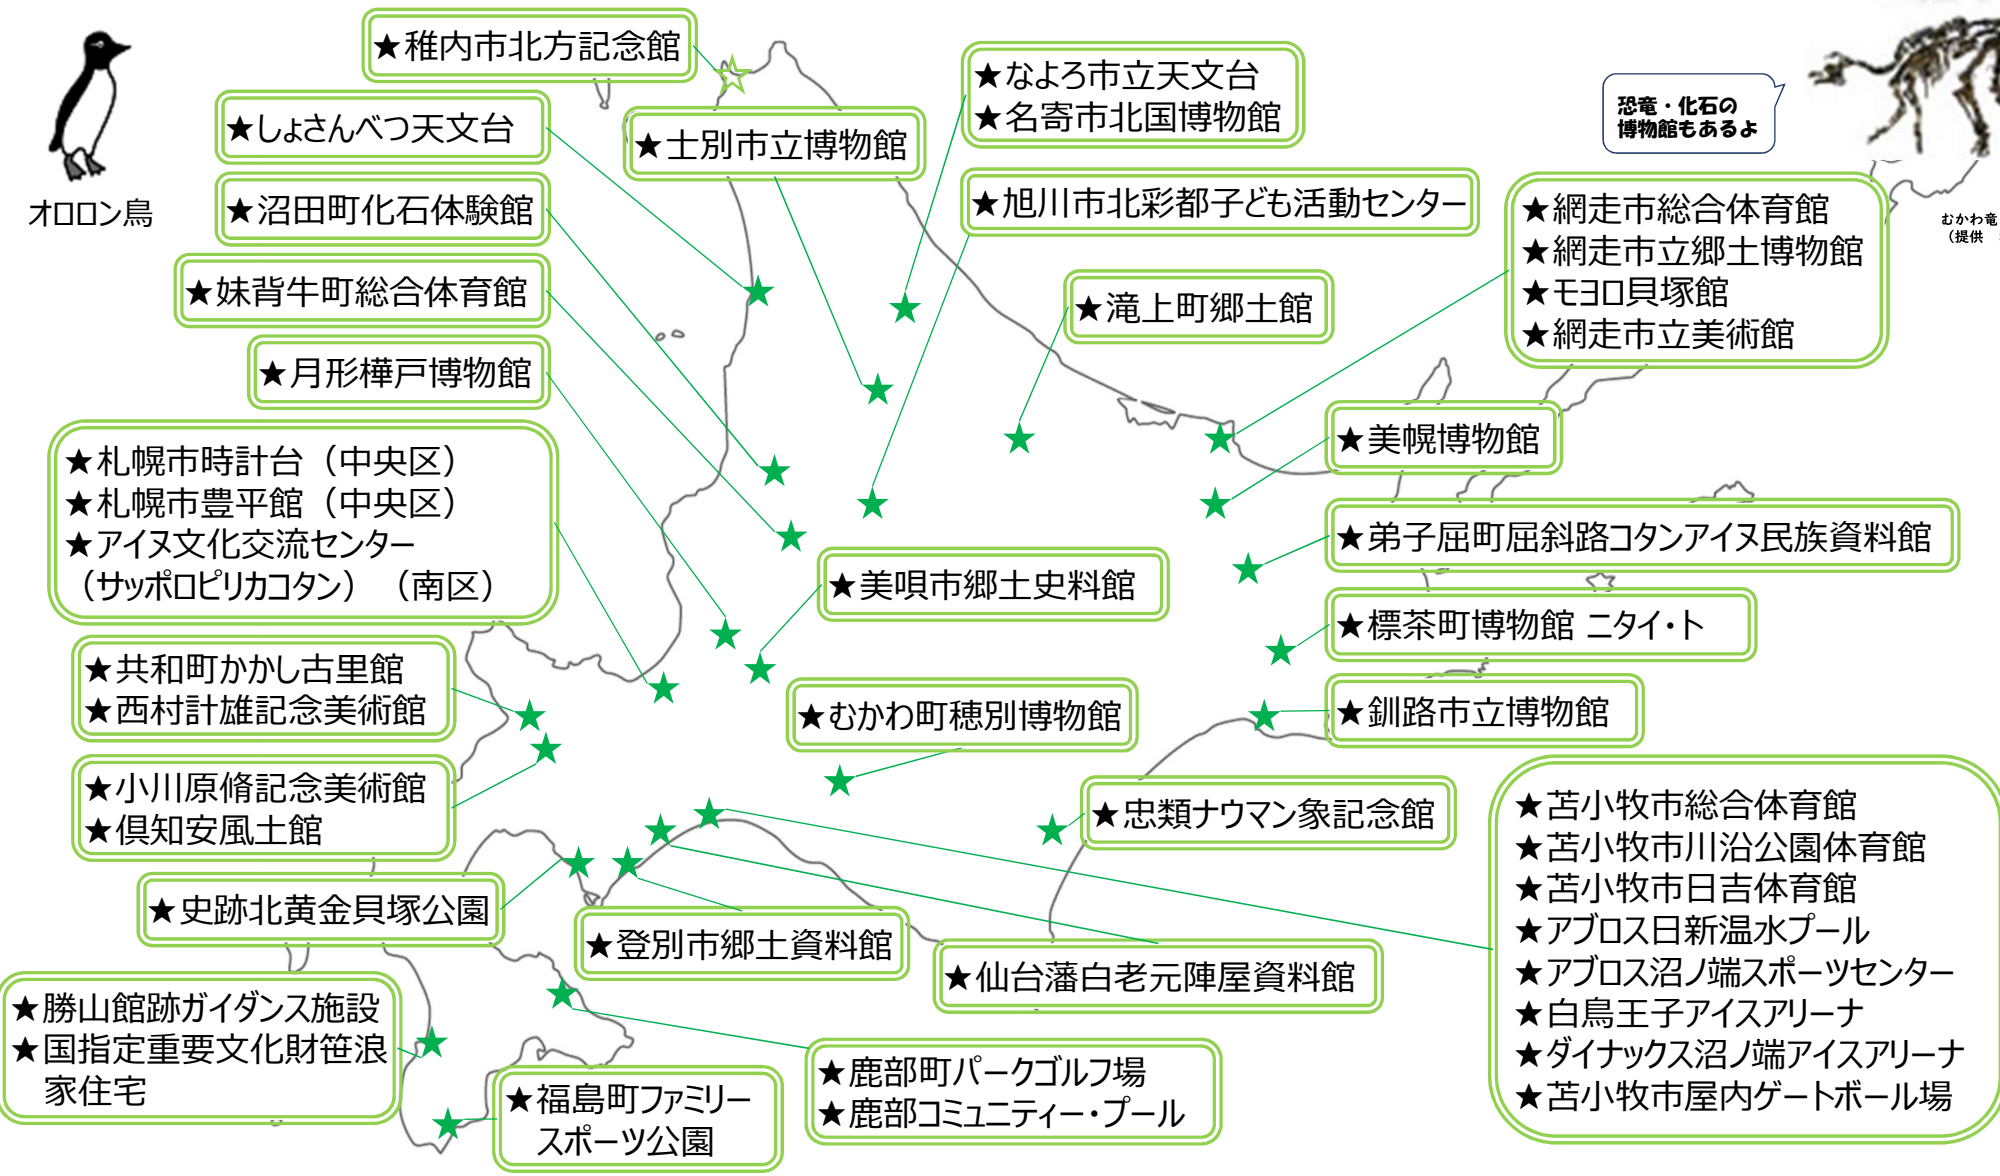 オロロン鳥
★稚内市北方記念館
★しょさんべつ天文台
★士別市立博物館
★なよろ市立天文台
★名寄市北国博物館
恐竜・化石の
博物館もあるよ
むかわ竜
（提供
★沼田町化石体験館
★旭川市北彩都子ども活動センター
★網走市総合体育館
★網走市立郷土博物館
★モヨロ貝塚館
★網走市立美術館
★妹背牛町総合体育館
★滝上町郷土館
★月形樺戸博物館
★美幌博物館
★札幌市時計台（中央区）
★札幌市豊平館（中央区）
★アイヌ文化交流センター
（サッポロピリカコタン）（南区）
★弟子屈町屈斜路コタンアイヌ民族資料館
★美唄市郷土史料館
★標茶町博物館 ニタイ・ト
★共和町かかし古里館
★西村計雄記念美術館
★むかわ町穂別博物館
★釧路市立博物館
★小川原脩記念美術館
★倶知安風土館
★忠類ナウマン象記念館
★苫小牧市総合体育館
★苫小牧市川沿公園体育館
★苫小牧市日吉体育館
★アブロス日新温水プール
★アブロス沼ノ端スポーツセンター
★白鳥王子アイスアリーナ
★ダイナックス沼ノ端アイスアリーナ
★苫小牧市屋内ゲートボール場
★史跡北黄金貝塚公園
★登別市郷土資料館
★仙台藩白老元陣屋資料館
★勝山館跡ガイダンス施設
★国指定重要文化財笹浪
家住宅
★福島町ファミリー
スポーツ公園
★鹿部町パークゴルフ場
★鹿部コミュニティー・プール